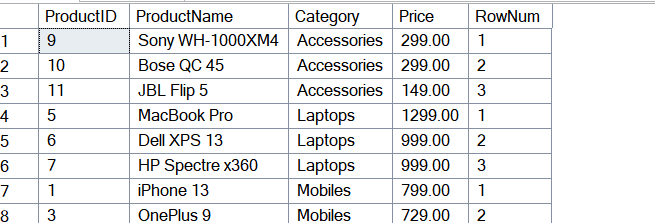 ProductID ProductName Category Price RowNum
1 9 Sony WH-1000XM4 Accessories 299.00 1
2 10 Bose QC 45 Accessories 299.00 2
3 11 JBL Flip 5 Accessories 149.00 3
4 5 MacBook Pro Laptops 1299.00 1
5 6 Dell XPS 13 Laptops 999.00 2
6 7 HP Spectre x360 Laptops 999.00 3
7 1 iPhone 13 Mobiles 799.00 1
8 3 OnePlus 9 Mobiles 729.00 2